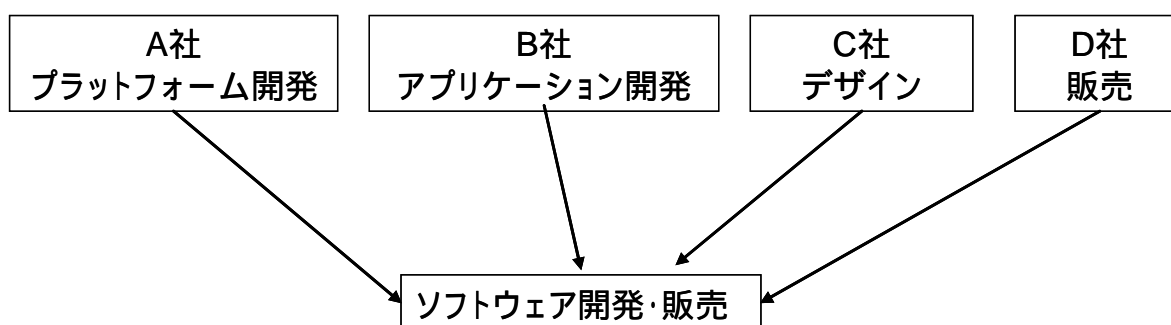 A社
プラットフォーム開発
B社
アプリケーション開発
C社
デザイン
D社
販売
ソフトウェア開発・販売